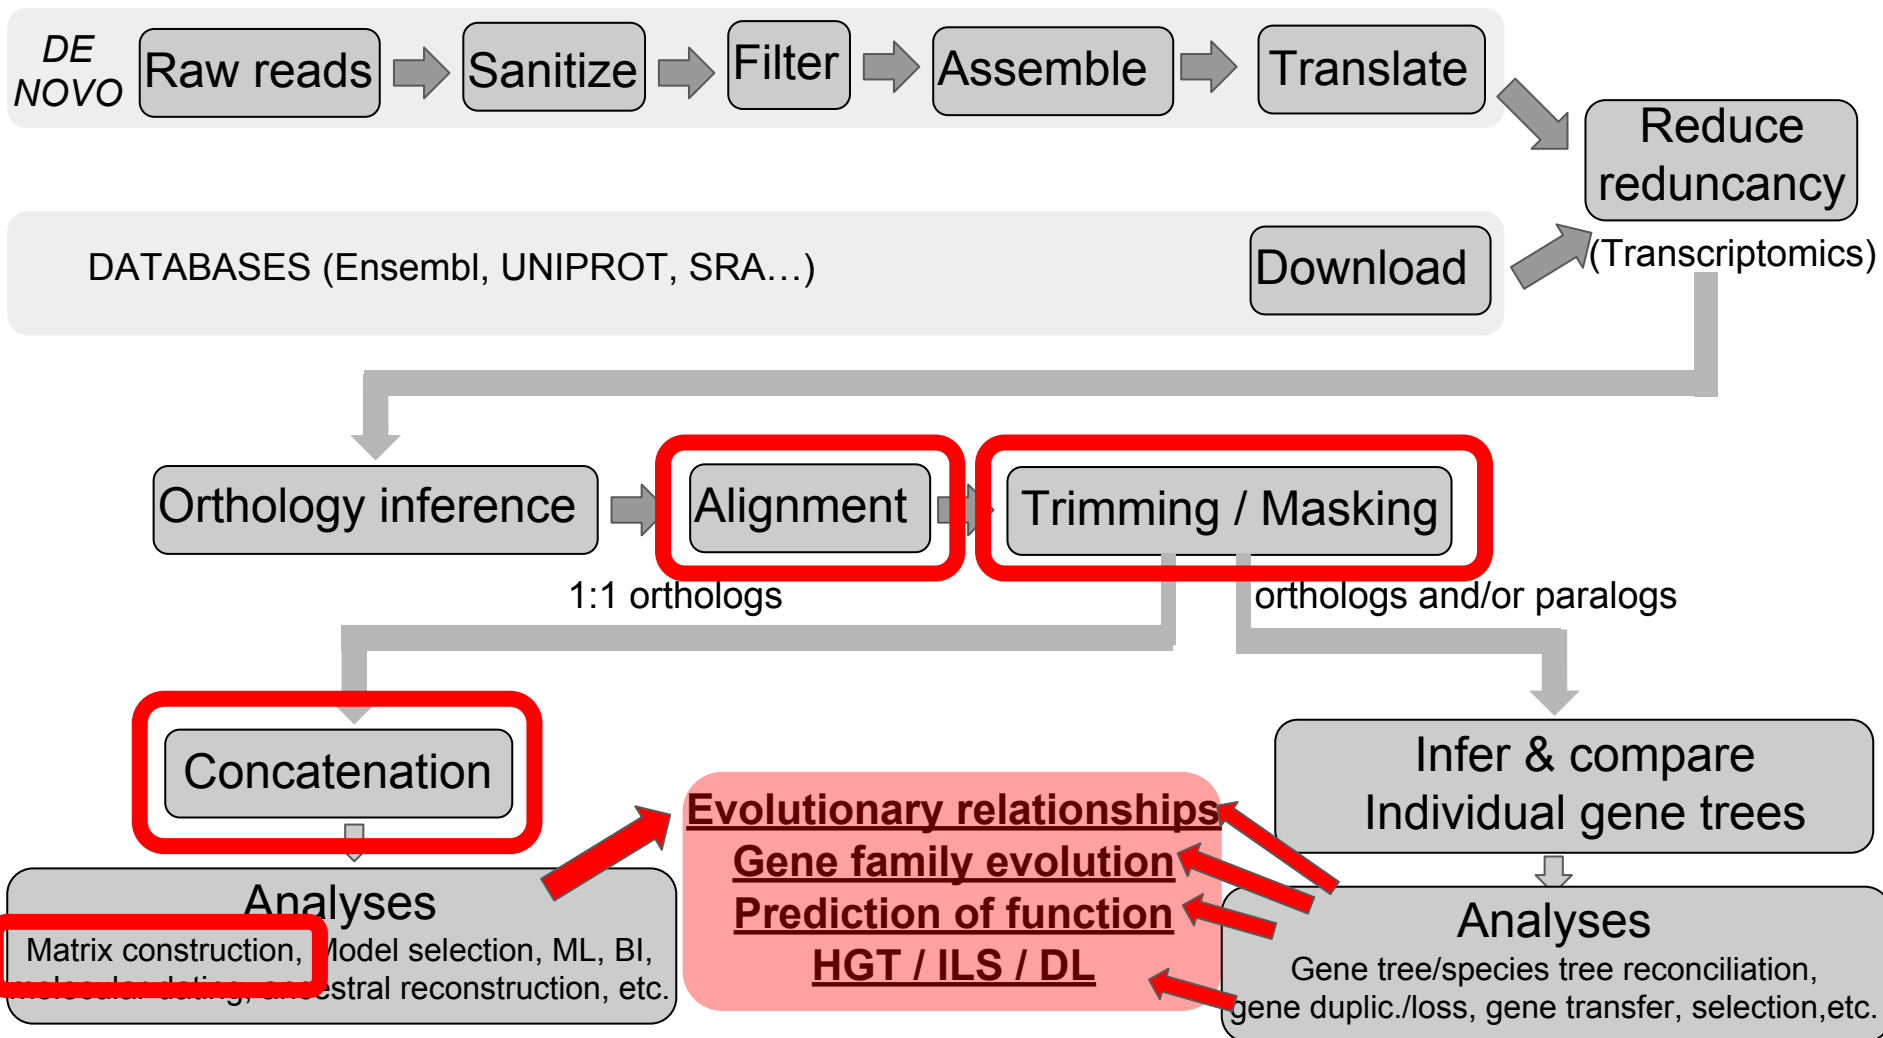 DE
NOVO
Raw reads
Sanitize
Filter
Assemble
Translate
Reduce
reduncancy
(Transcriptomics)
DATABASES (Ensembl, UNIPROT, SRA…)
Download
Orthology inference
Alignment
Trimming / Masking
1:1 orthologs
orthologs and/or paralogs
Concatenation
Infer & compare
Individual gene trees
Evolutionary relationships
Gene family evolution
Prediction of function
HGT / ILS / DL
Analyses
Matrix construction, Model selection, ML, BI,
molecular dating, ancestral reconstruction, etc.
Analyses
Gene tree/species tree reconciliation,
gene duplic./loss, gene transfer, selection,etc.